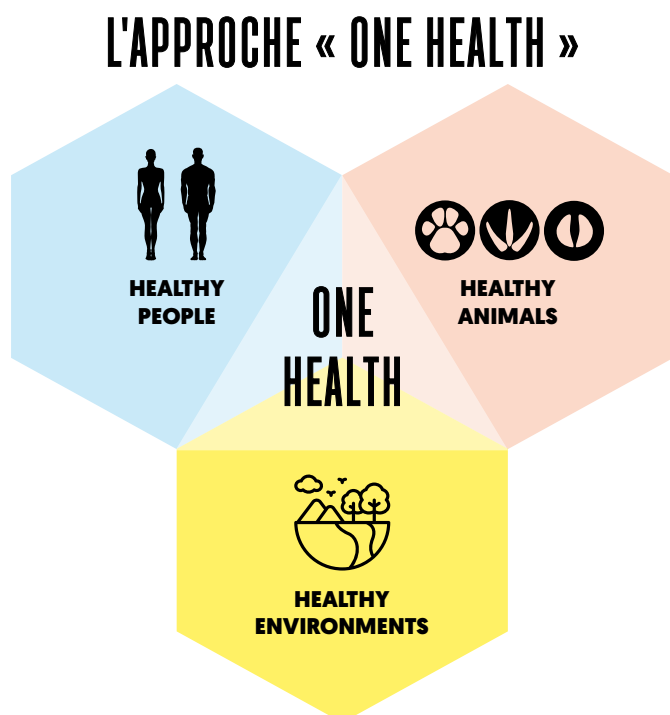 L'APPROCHE « ONE HEALTH »
HEALTHY
PEOPLE
HEALTHY
ANIMALS
ONE
HEALTH
HEALTHY
ENVIRONMENTS